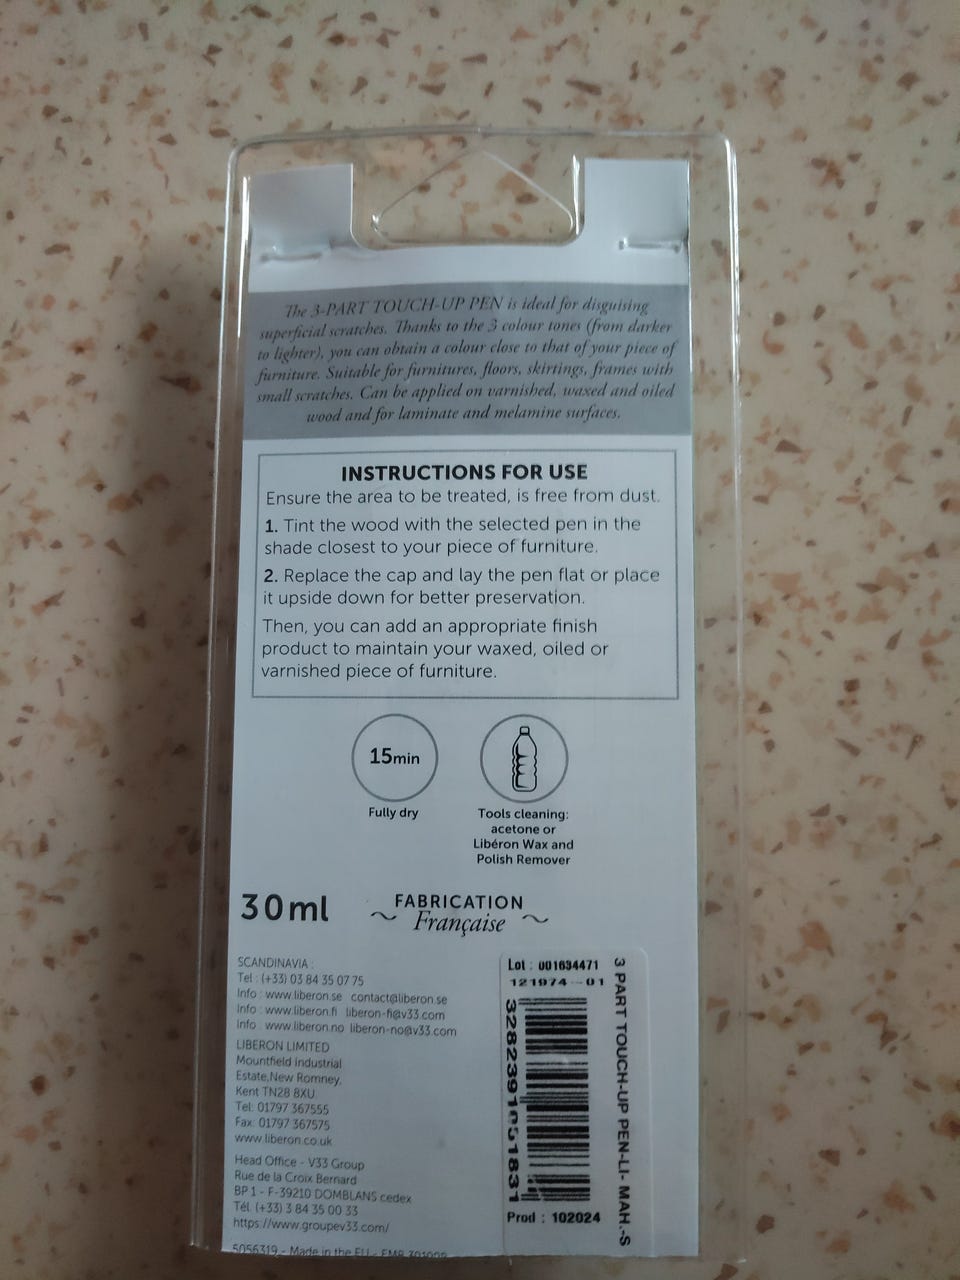 The 3-PART TOUCH-UP PEN is ideal for disguising
superficial scratches. Thanks to the 3 colour tones (from darker
to lighter), you can obtain a colour close to that of your piece of
furniture. Suitable for furnitures, floors, skirtings, frames with
small scratches. Can be applied on varnished, waxed and oiled
wood and for laminate and melamine surfaces.
INSTRUCTIONS FOR USE
Ensure the area to be treated, is free from dust.
1. Tint the wood with the selected pen in the
shade closest to your piece of furniture.
2. Replace the cap and lay the pen flat or place
it upside down for better preservation.
Then, you can add an appropriate finish
product to maintain your waxed, oiled or
varnished piece of furniture.
15min
Fully dry
Tools cleaning:
acetone or
Libéron Wax and
Polish Remover
30ml
FABRICATION
Française
SCANDINAVIA :
Tel : (+33) 03 84 35 07 75
Info : www.liberon.se contact@liberon.se
Info : www.liberon.fi liberon-fi@v33.com
Info : www.liberon.no liberon-no@v33.com
LIBERON LIMITED
Mountfield Industrial
Estate,New Romney,
Kent TN28 8XU
Tel: 01797 367555
Fax: 01797 367575
www.liberon.co.uk
Head Office - V33 Group
Rue de la Croix Bernard
BP 1 - F-39210 DOMBLANS cedex
Tél. (+33) 3 84 35 00 33
https://www.groupev33.com/
5056319 - Made in the EU - EMB
Lot : 001634471
121974-01
3282391051831
3 PART TOUCH-UP PEN-LI- MAH.-S
Prod : 102024